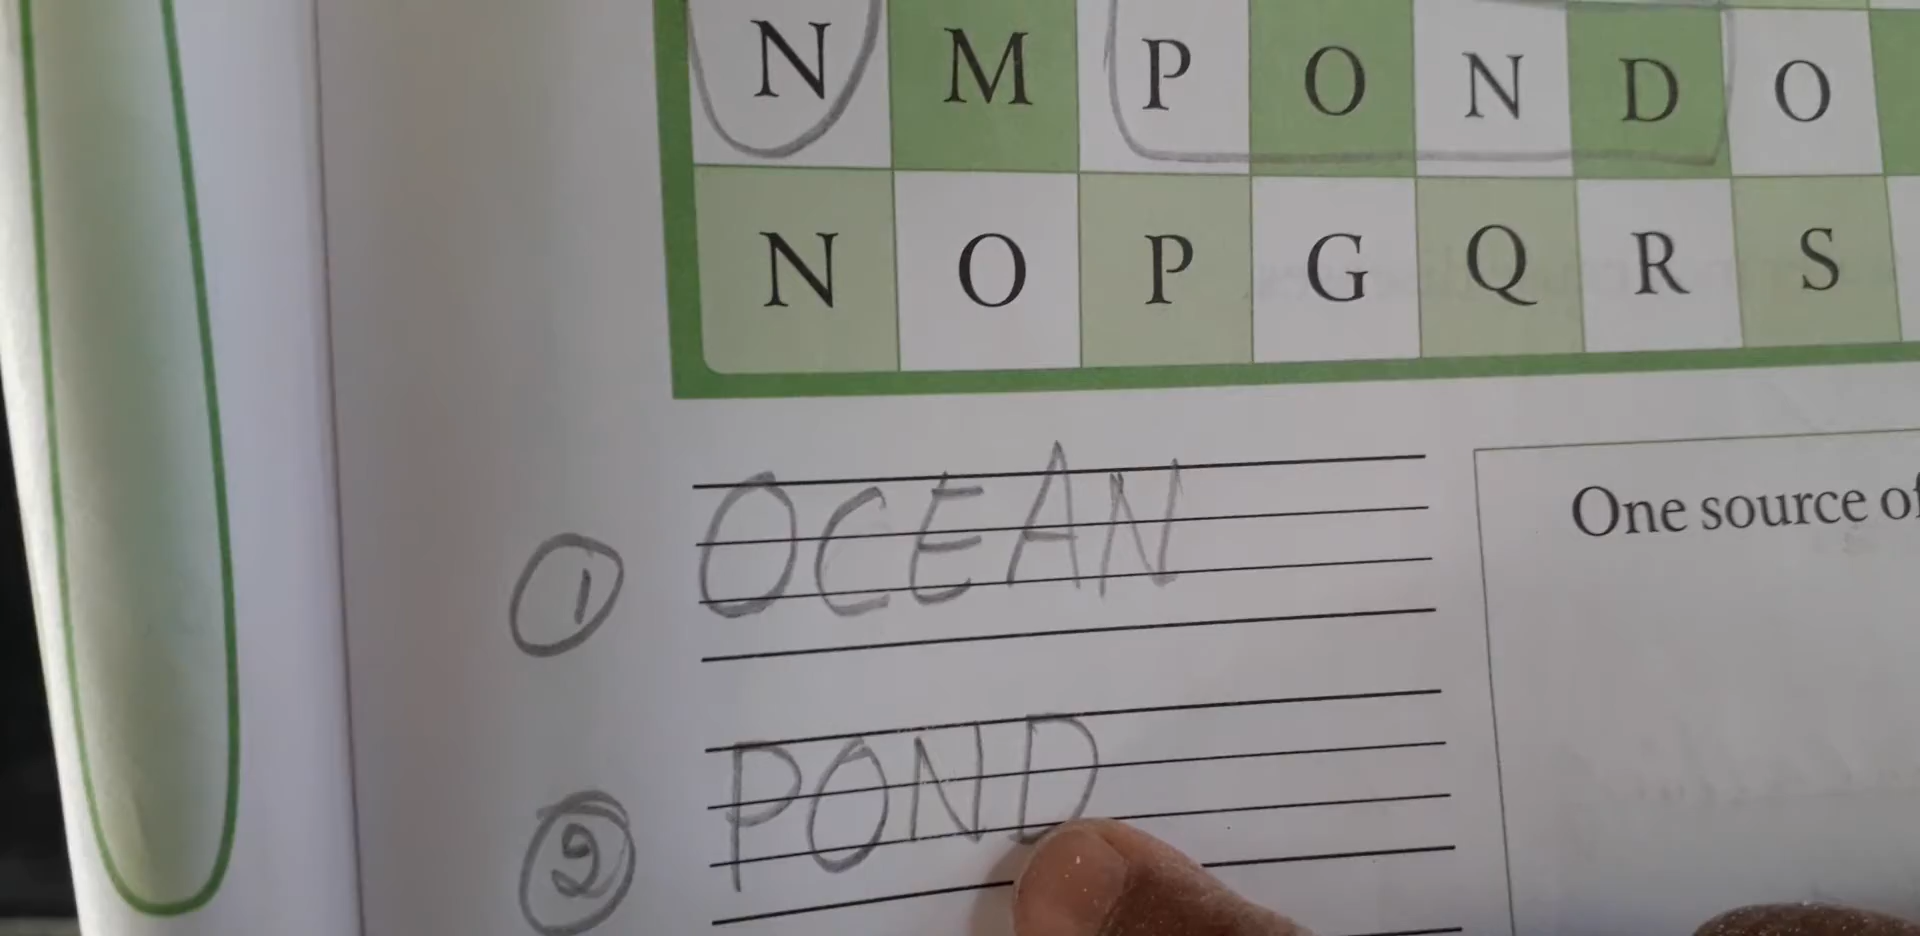 N M P O N D O
N O P G Q R S
OCEAN
One source of
1
POND
2